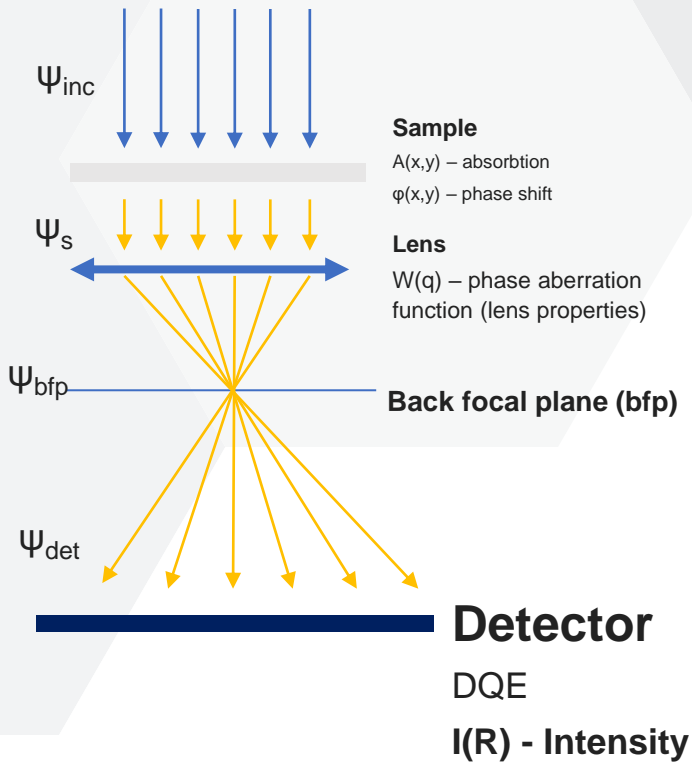 Ψinc
Sample
A(x,y) – absorbtion
φ(x,y) – phase shift
Ψs
Lens
W(q) – phase aberration
function (lens properties)
Ψbfp
Back focal plane (bfp)
Ψdet
Detector
DQE
I(R) - Intensity